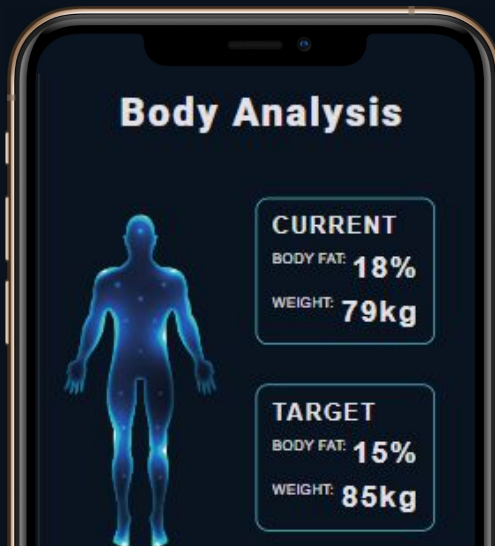 Body Analysis
CURRENT
BODY FAT: 18%
WEIGHT: 79kg
TARGET
BODY FAT: 15%
WEIGHT: 85kg